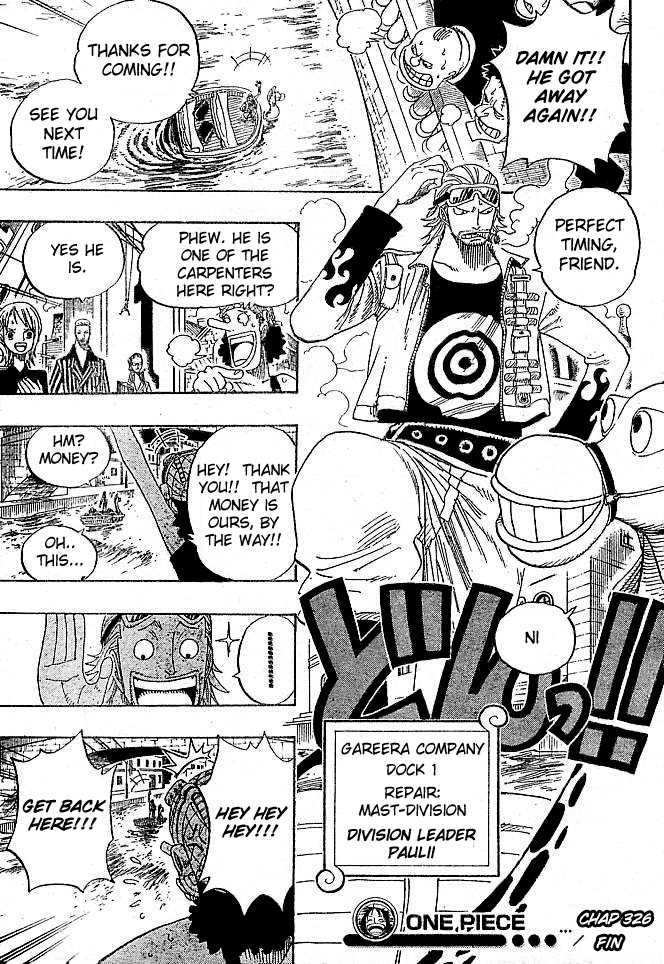 DAMN IT!!
HE GOT
AWAY
AGAIN!!
THANKS FOR
COMING!!
SEE YOU
NEXT
TIME!
PERFECT
TIMING,
FRIEND.
PHEW. HE IS
ONE OF THE
CARPENTERS
HERE RIGHT?
YES HE
IS.
HEY! THANK
YOU!! THAT
MONEY IS
OURS, BY
THE WAY!!
HM?
MONEY?
OH..
THIS...
NI
どんっ!!
HEY HEY
HEY!!!
GET BACK
HERE!!!
GAREERA COMPANY
DOCK 1
REPAIR:
MAST-DIVISION
DIVISION LEADER
PAULII
ONE PIECE
... / CHAP 326
FIN